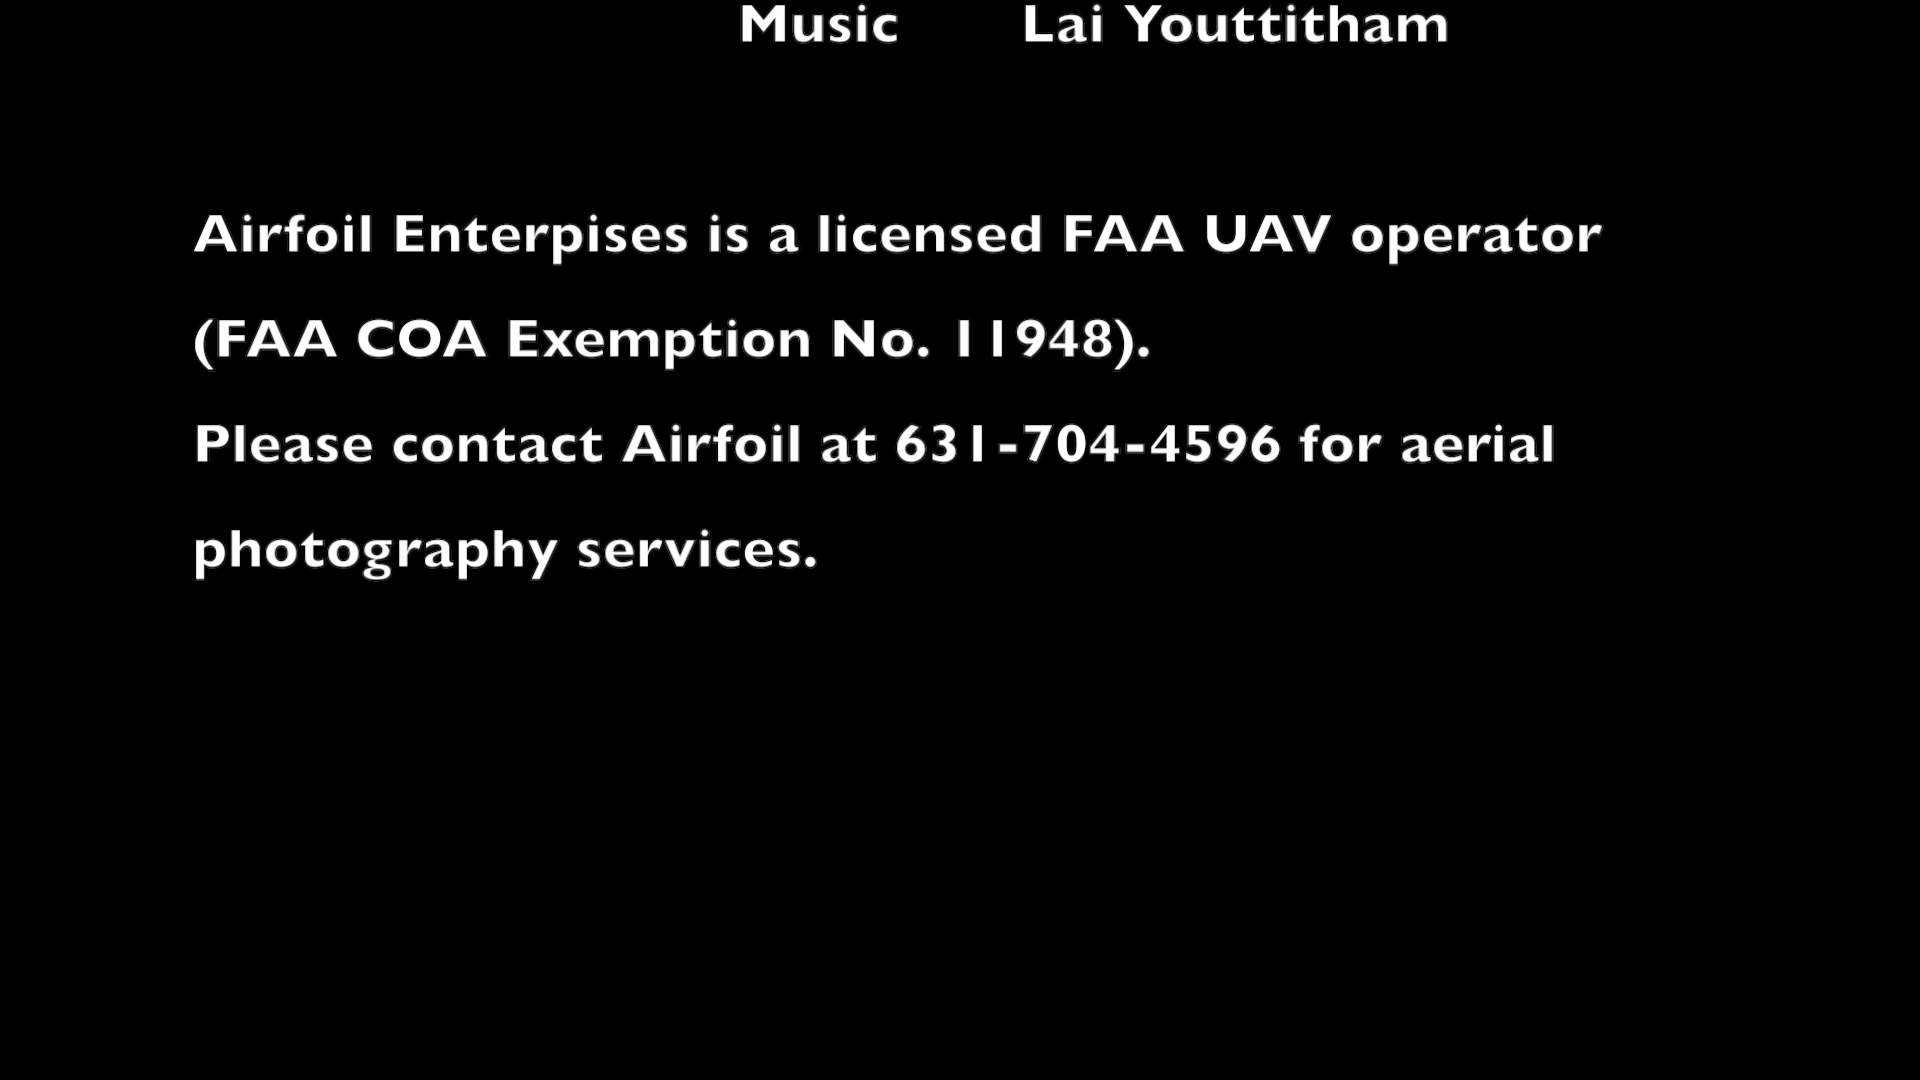 Music Lai Youttitham
Airfoil Enterpises is a licensed FAA UAV operator
(FAA COA Exemption No. 11948).
Please contact Airfoil at 631-704-4596 for aerial
photography services.